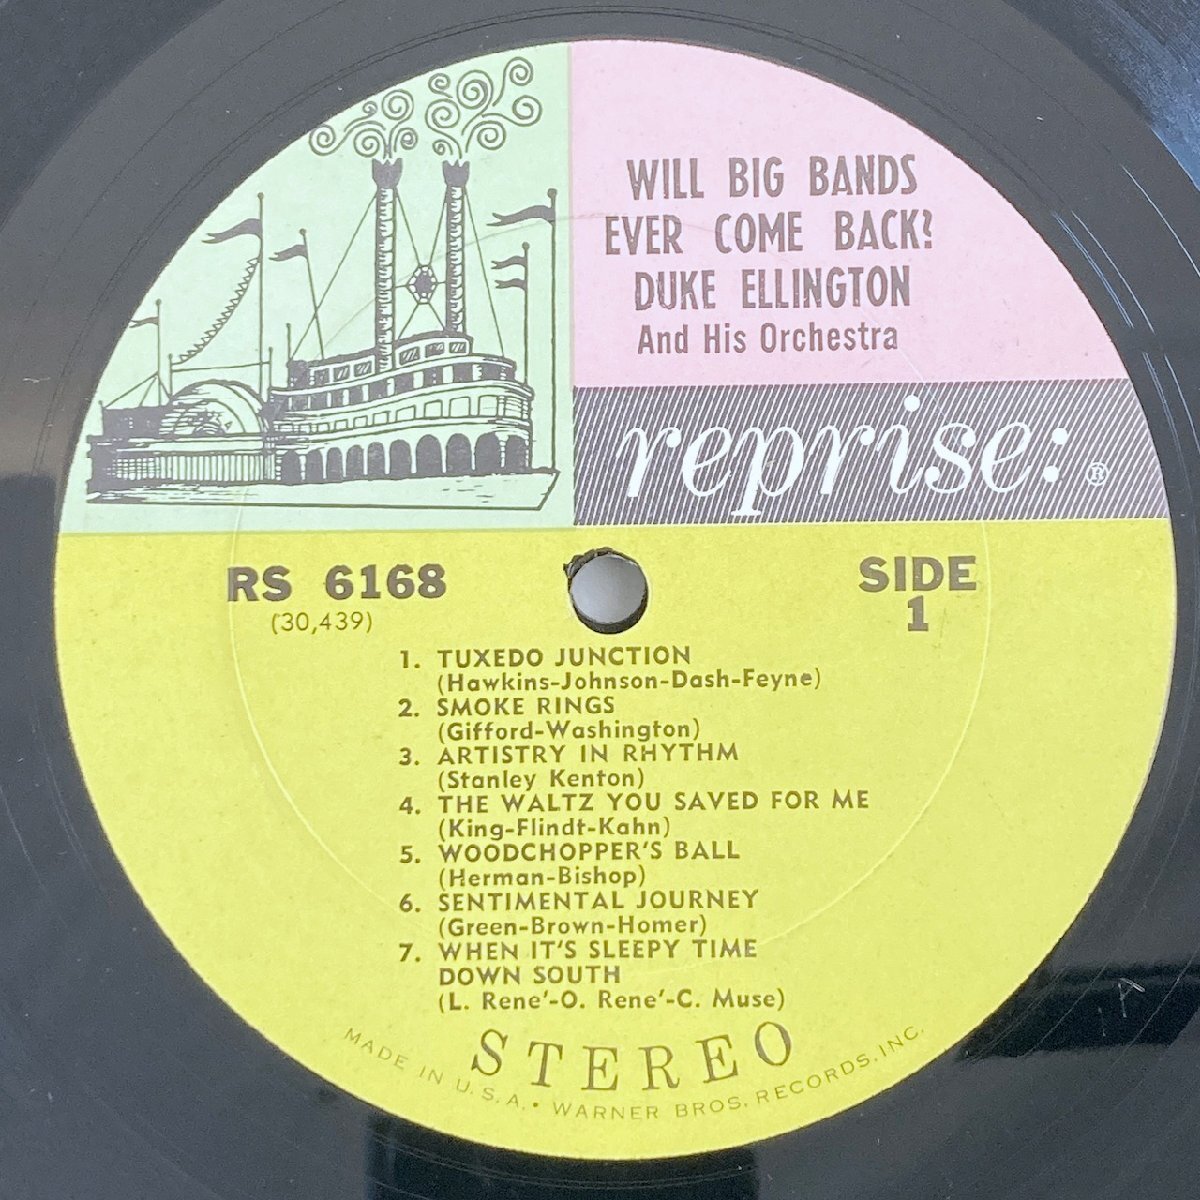 WILL BIG BANDS
EVER COME BACK?
DUKE ELLINGTON
And His Orchestra
reprise: ®
RS 6168
(30,439)
SIDE
1
1. TUXEDO JUNCTION
(Hawkins-Johnson-Dash-Feyne)
2. SMOKE RINGS
(Gifford-Washington)
3. ARTISTRY IN RHYTHM
(Stanley Kenton)
4. THE WALTZ YOU SAVED FOR ME
(King-Flindt-Kahn)
5. WOODCHOPPER'S BALL
(Herman-Bishop)
6. SENTIMENTAL JOURNEY
(Green-Brown-Homer)
7. WHEN IT'S SLEEPY TIME
DOWN SOUTH
(L. Rene'-O. Rene'-C. Muse)
STEREO
MADE IN U.S.A. • WARNER BROS. RECORDS, INC.